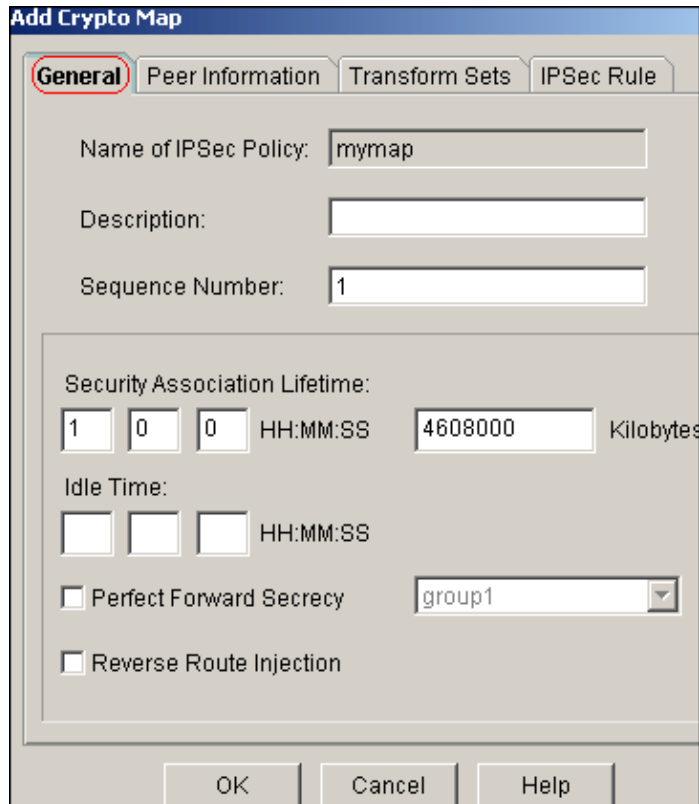 Add Crypto Map
General Peer Information Transform Sets IPSec Rule
Name of IPSec Policy: mymap
Description:
Sequence Number: 1
Security Association Lifetime:
1 0 0 HH:MM:SS 4608000 Kilobytes
Idle Time:
HH:MM:SS
Perfect Forward Secrecy group1
Reverse Route Injection
OK Cancel Help